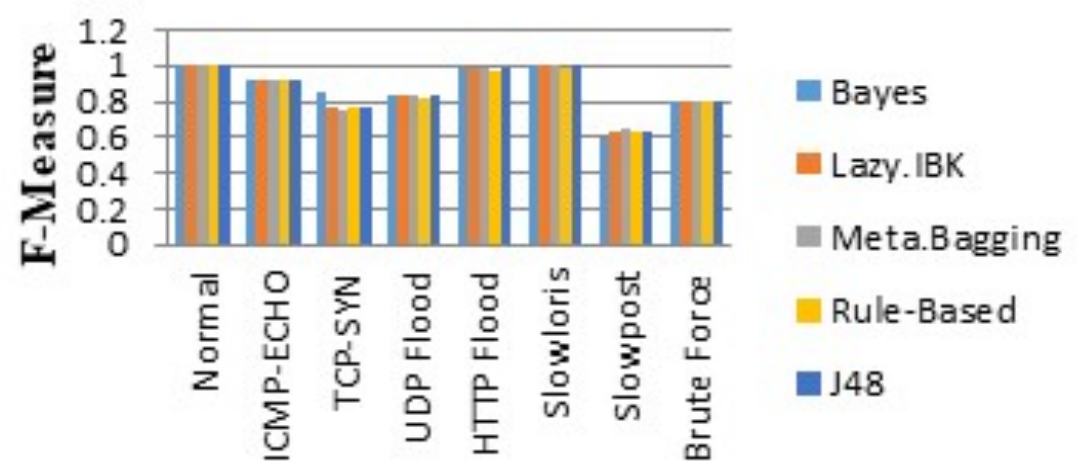 F-Measure
1.2
1
0.8
0.6
0.4
0.2
0
Normal
ICMP-ECHO
TCP-SYN
UDP Flood
HTTP Flood
Slowloris
Slowpost
Brute Force
Bayes
Lazy.IBK
Meta.Bagging
Rule-Based
J48